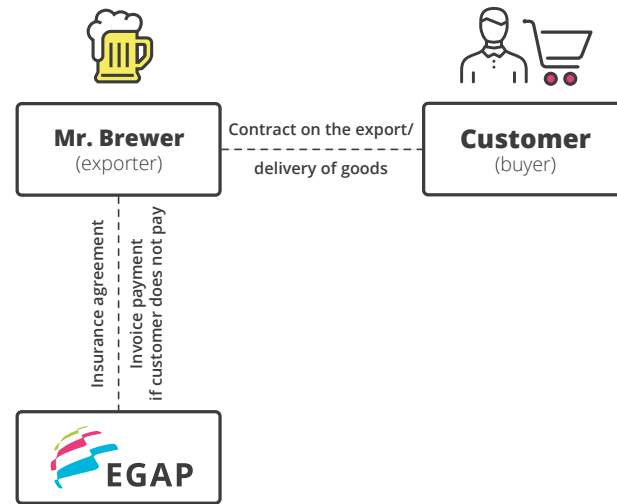 Mr. Brewer
(exporter)
Contract on the export/
delivery of goods
Customer
(buyer)
Insurance agreement
Invoice payment
if customer does not pay
EGAP